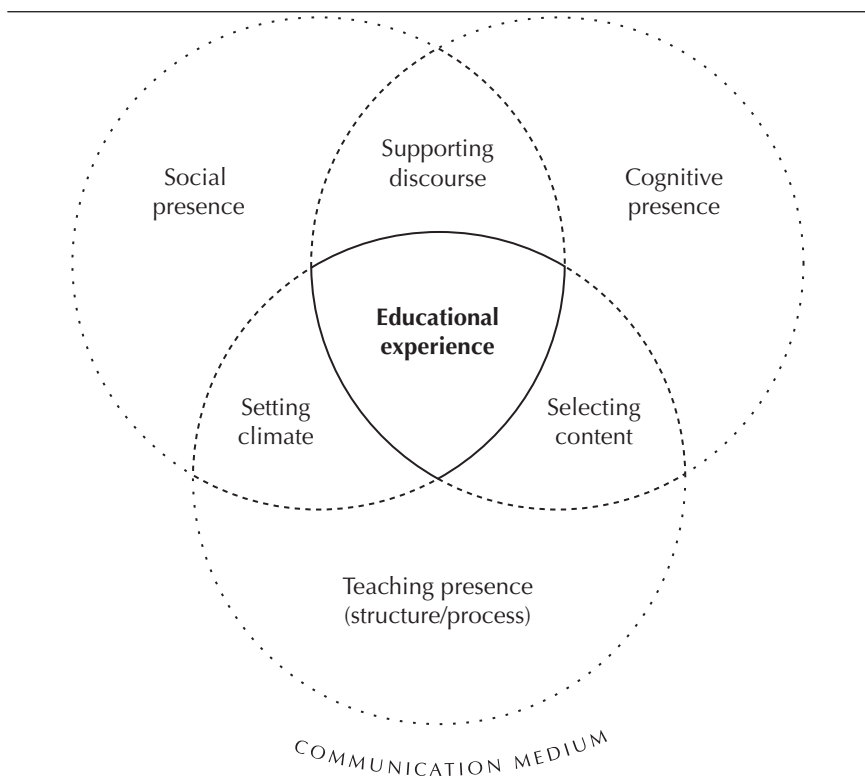 Supporting
discourse
Social
presence
Cognitive
presence
Educational
experience
Setting
climate
Selecting
content
Teaching presence
(structure/process)
COMMUNICATION MEDIUM